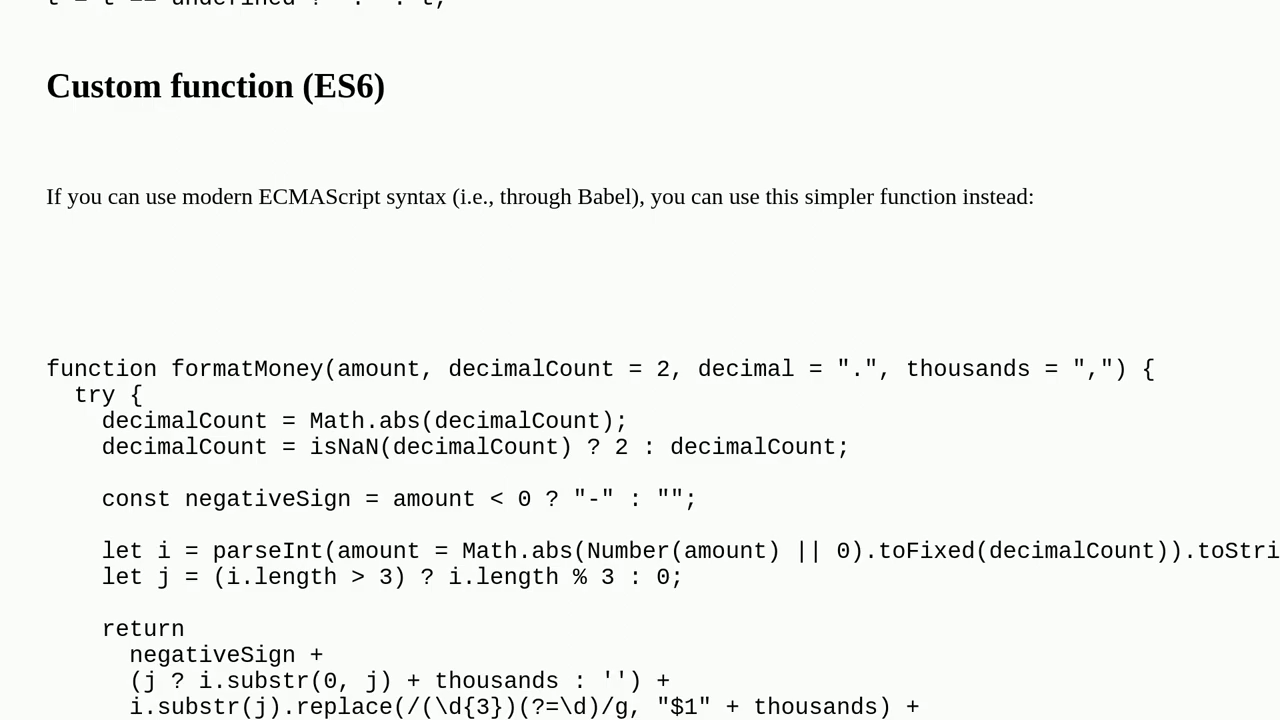 t = t == undefined ? "." : t,
Custom function (ES6)
If you can use modern ECMAScript syntax (i.e., through Babel), you can use this simpler function instead:
function formatMoney(amount, decimalCount = 2, decimal = ".", thousands = ",") {
  try {
    decimalCount = Math.abs(decimalCount);
    decimalCount = isNaN(decimalCount) ? 2 : decimalCount;
    const negativeSign = amount < 0 ? "-" : "";
    let i = parseInt(amount = Math.abs(Number(amount) || 0).toFixed(decimalCount)).toStri
    let j = (i.length > 3) ? i.length % 3 : 0;
    return
      negativeSign +
      (j ? i.substr(0, j) + thousands : '') +
      i.substr(j).replace(/(\d{3})(?=\d)/g, "$1" + thousands) +